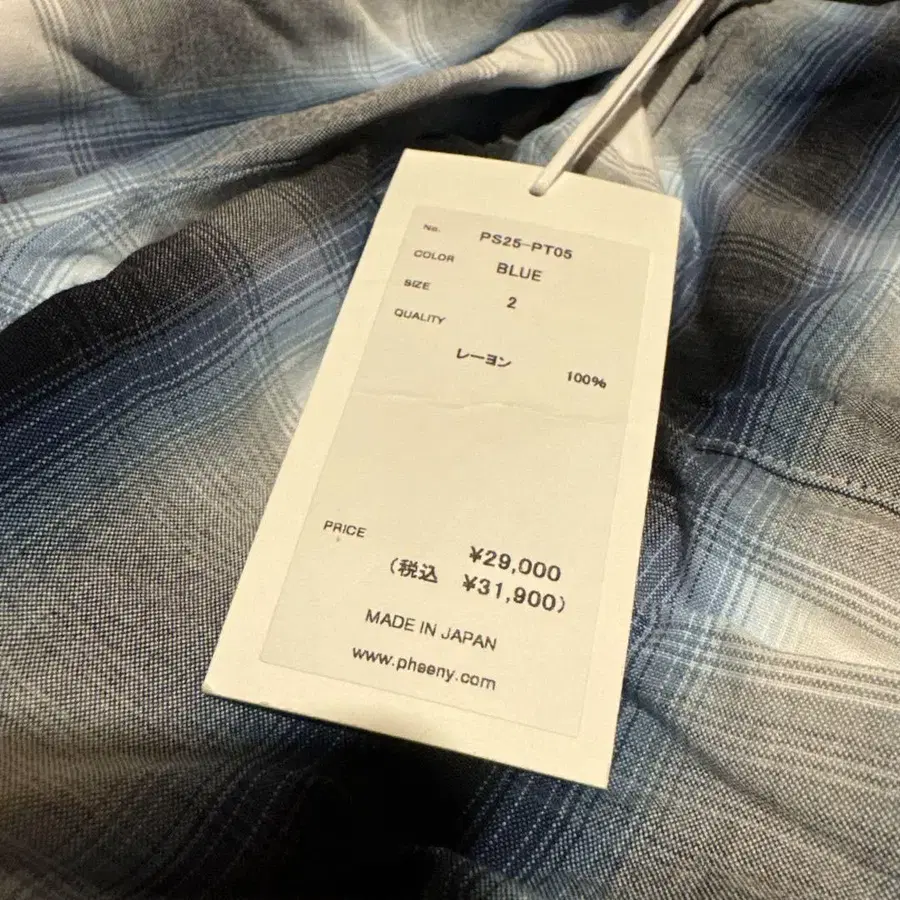 No. PS25-PT05
COLOR BLUE
SIZE 2
QUALITY
レーヨン 100%
PRICE
¥29,000
(税込 ¥31,900)
MADE IN JAPAN
www.pheeny.com